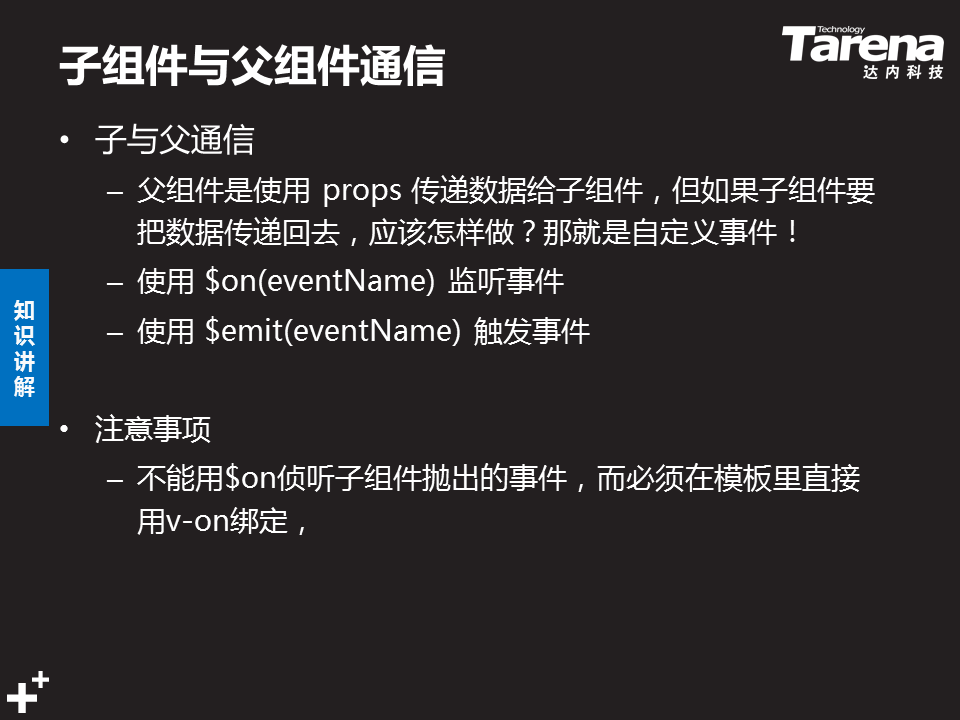 子组件与父组件通信
Technology
Tarena
达内科技
• 子与父通信
– 父组件是使用 props 传递数据给子组件，但如果子组件要
把数据传递回去，应该怎样做？那就是自定义事件！
– 使用 $on(eventName) 监听事件
– 使用 $emit(eventName) 触发事件
知识讲解
• 注意事项
– 不能用$on侦听子组件抛出的事件，而必须在模板里直接
用v-on绑定，